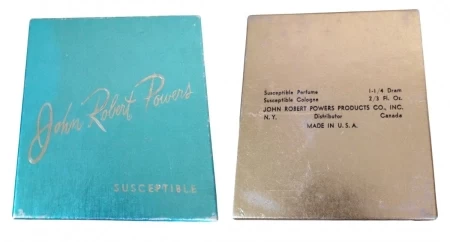 John Robert Powers
SUSCEPTIBLE
Susceptible Perfume 1-1/4 Dram
Susceptible Cologne 2/3 Fl. Oz.
JOHN ROBERT POWERS PRODUCTS CO., INC.
N.Y. Distributor Canada
MADE IN U.S.A.